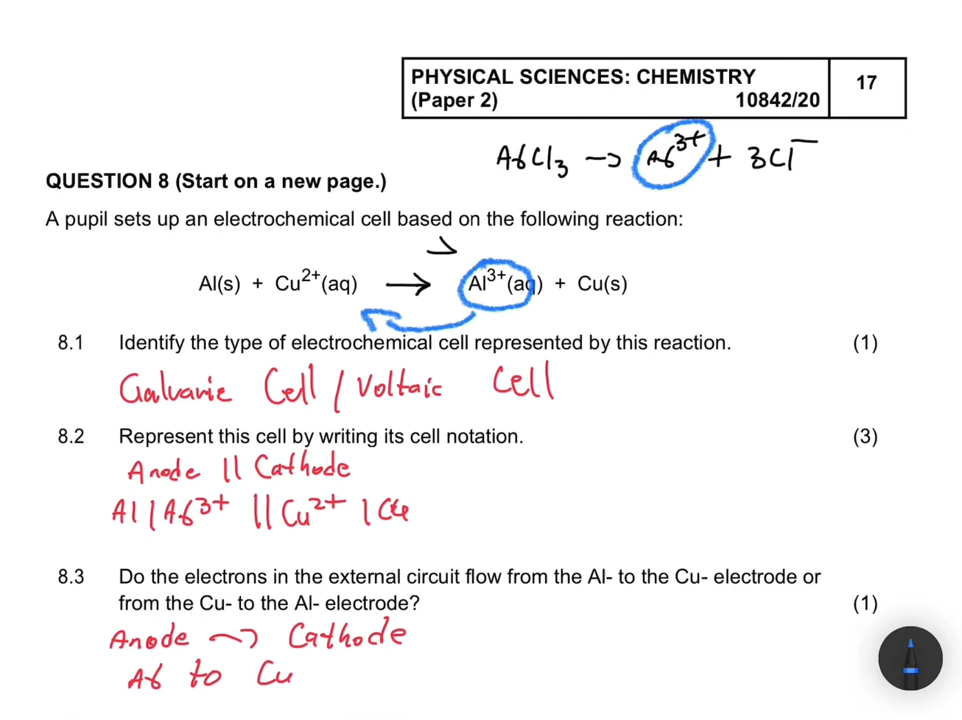 PHYSICAL SCIENCES: CHEMISTRY
(Paper 2) 10842/20
17
AlCl₃ → Al³⁺ + 3Cl⁻
QUESTION 8 (Start on a new page.)
A pupil sets up an electrochemical cell based on the following reaction:
Al(s) + Cu²⁺(aq) → Al³⁺(aq) + Cu(s)
8.1 Identify the type of electrochemical cell represented by this reaction. (1)
Galvanic Cell / Voltaic Cell
8.2 Represent this cell by writing its cell notation. (3)
Anode || Cathode
Al | Al³⁺ || Cu²⁺ | Cu
8.3 Do the electrons in the external circuit flow from the Al- to the Cu- electrode or
from the Cu- to the Al- electrode? (1)
Anode → Cathode
Al to Cu